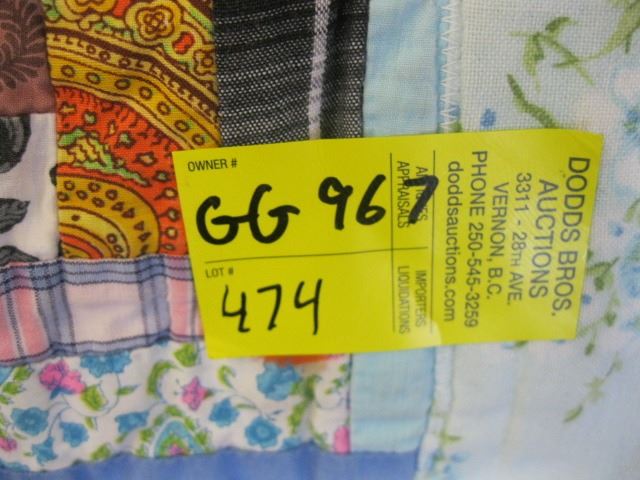 OWNER #
GG 967
LOT #
474
ANTIQUES
APPRAISALS
IMPORTERS
LIQUIDATIONS
DODDS BROS.
AUCTIONS
3311 - 28TH AVE.
VERNON, B.C.
PHONE 250-545-3259
doddsauctions.com